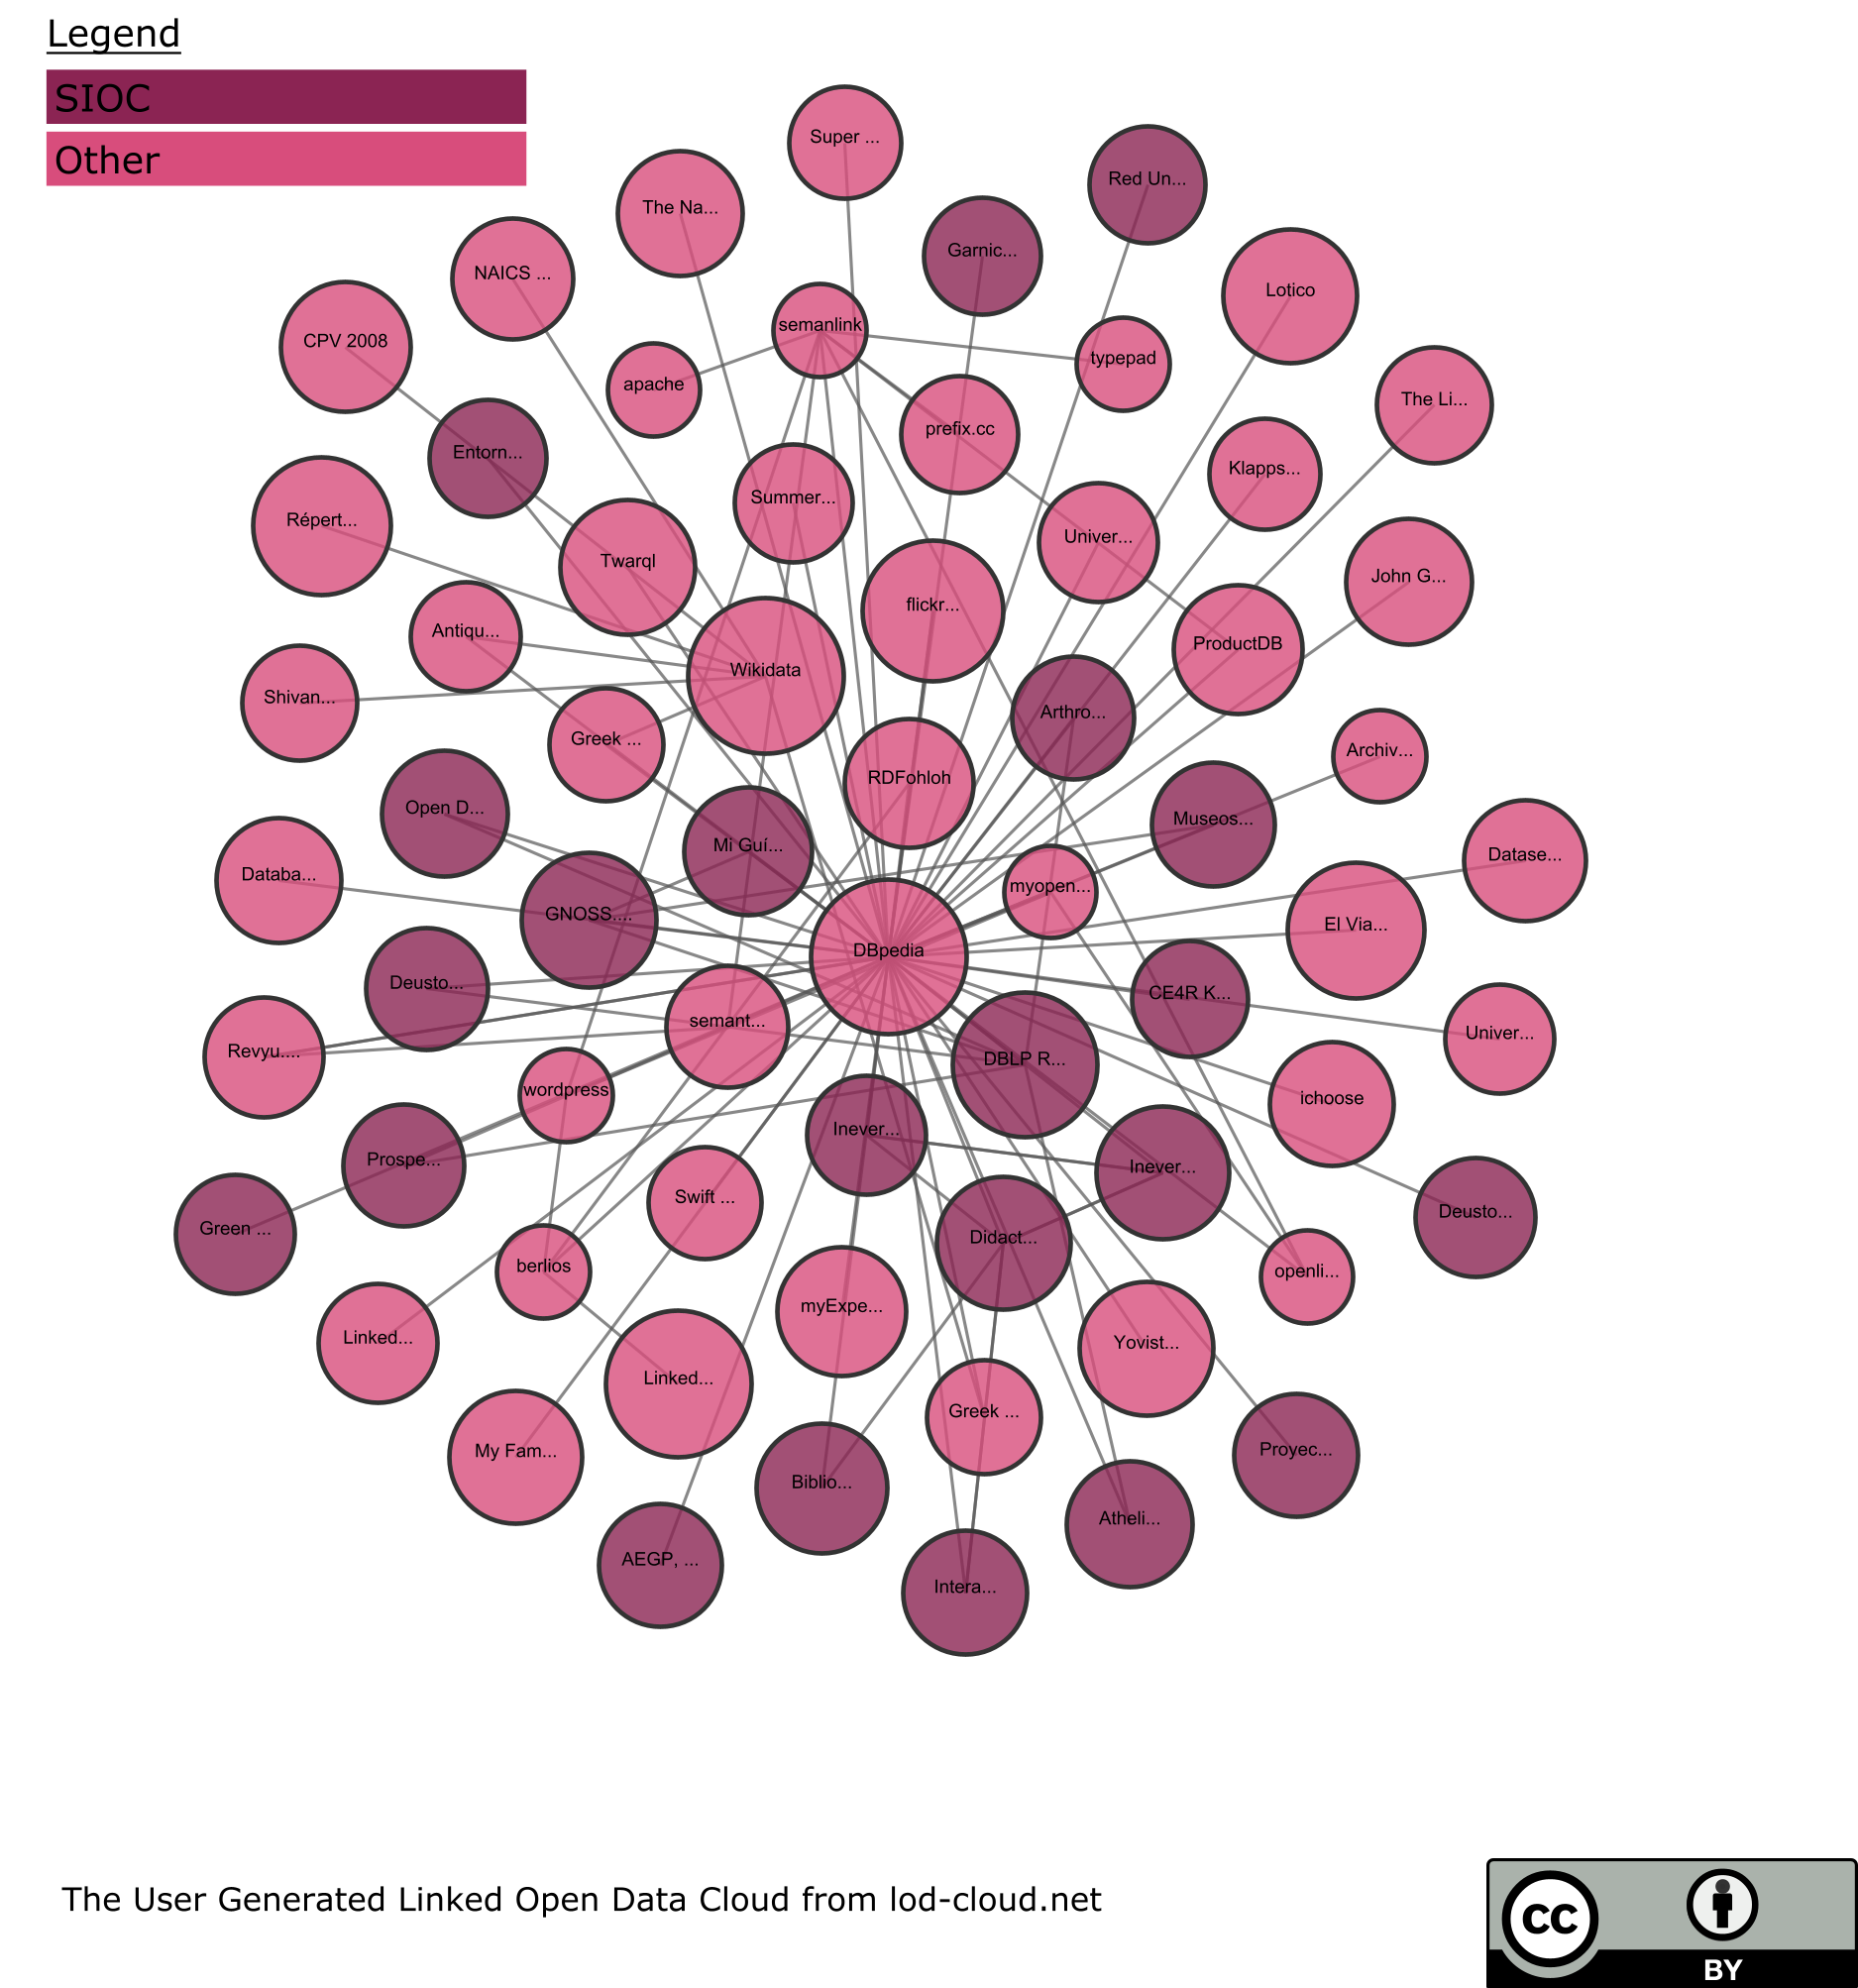 Legend
SIOC
Other
Super ...
Red Un...
The Na...
Garnic...
NAICS ...
Lotico
semanlink
CPV 2008
typepad
apache
The Li...
prefix.cc
Entorn...
Klapps...
Summer...
Répert...
Univer...
Twarql
John G...
flickr...
Antiqu...
ProductDB
Wikidata
Shivan...
Arthro...
Greek ...
Archiv...
RDFohloh
Open D...
Museos...
Mi Guí...
Datase...
Databa...
myopen...
GNOSS....
El Via...
DBpedia
Deusto...
CE4R K...
semant...
Univer...
Revyu....
DBLP R...
wordpress
ichoose
Inever...
Prospe...
Inever...
Swift ...
Deusto...
Green ...
Didact...
berlios
openli...
myExpe...
Linked...
Yovist...
Linked...
Greek ...
My Fam...
Proyec...
Biblio...
Atheli...
AEGP, ...
Intera...
The User Generated Linked Open Data Cloud from lod-cloud.net
cc
BY